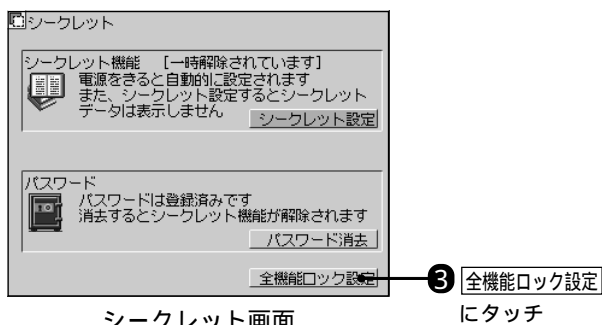 シークレット
シークレット機能　[一時解除されています]
電源をきると自動的に設定されます
また、シークレット設定するとシークレット
データは表示しません
シークレット設定
パスワード
パスワードは登録済みです
消去するとシークレット機能が解除されます
パスワード消去
全機能ロック設定
❸ 全機能ロック設定
にタッチ
シークレット画面